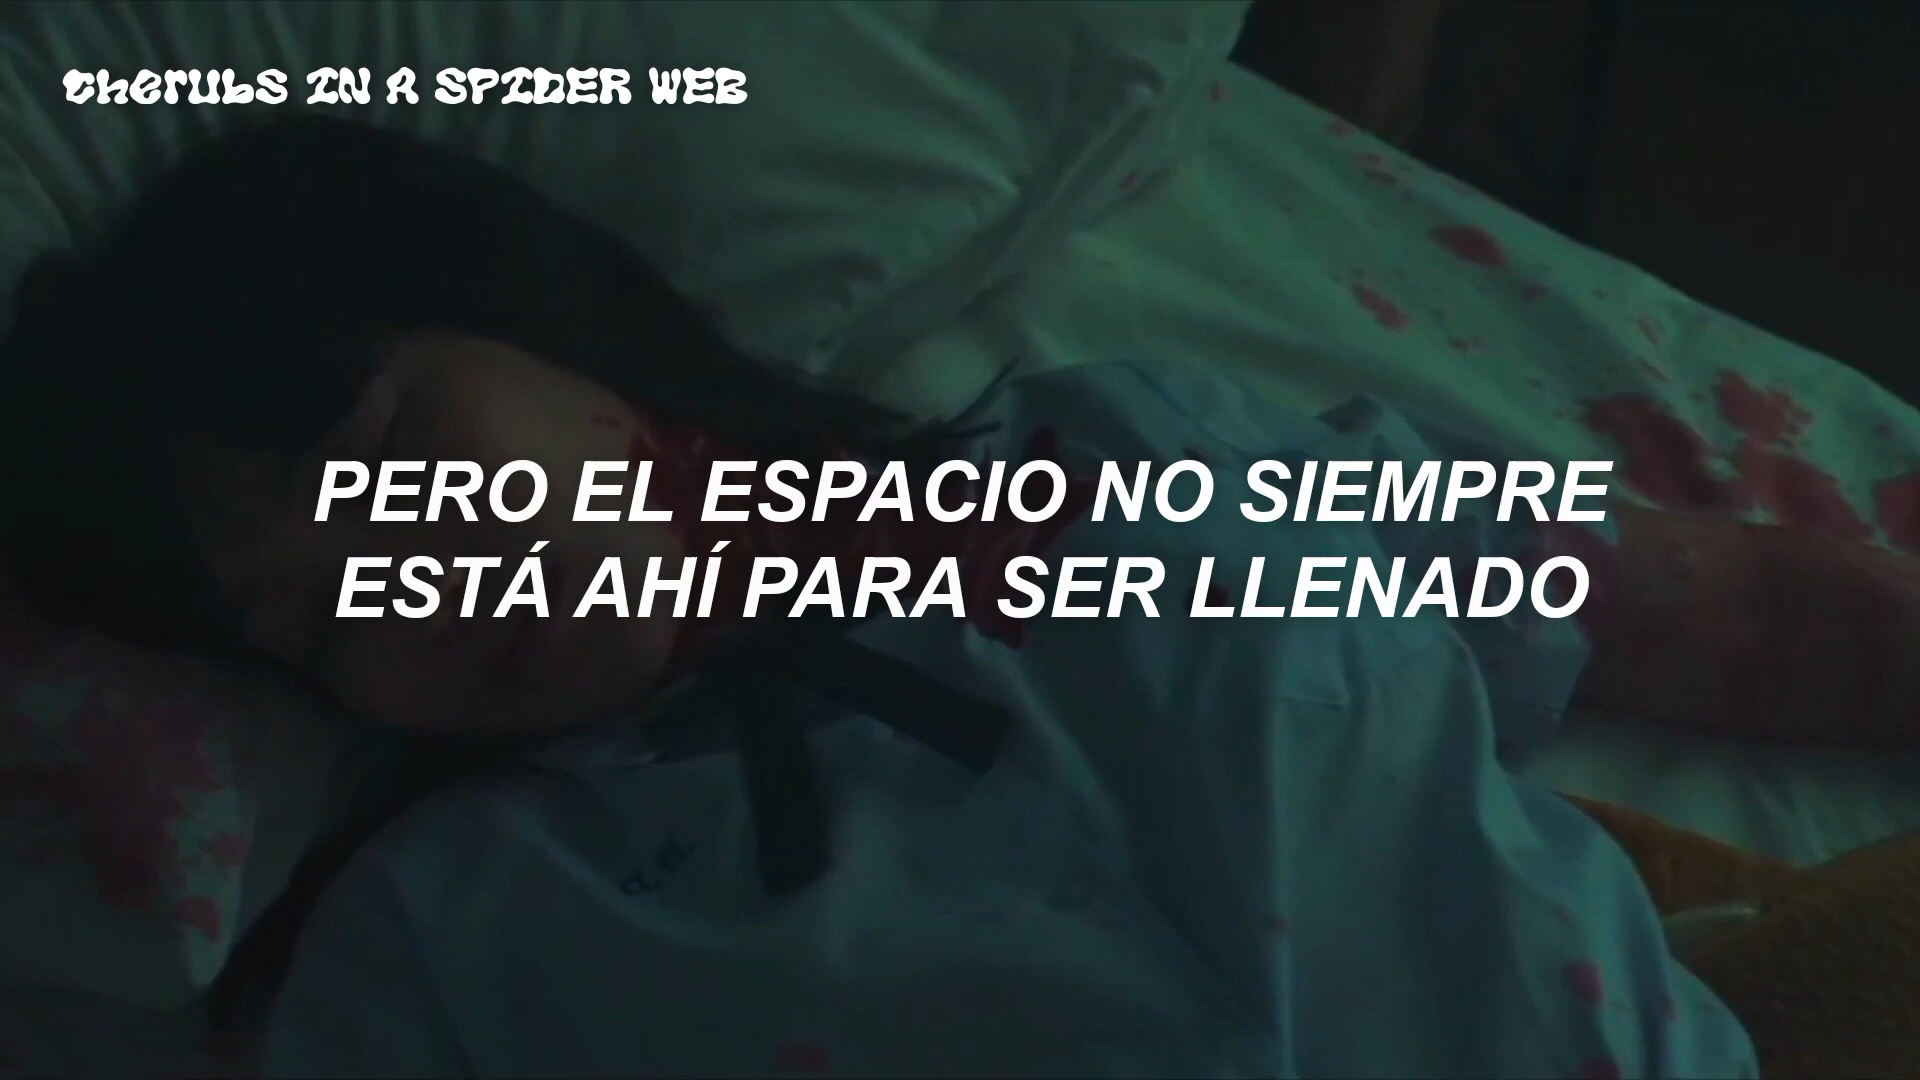 cherubs IN A SPIDER WEB
PERO EL ESPACIO NO SIEMPRE
ESTÁ AHÍ PARA SER LLENADO